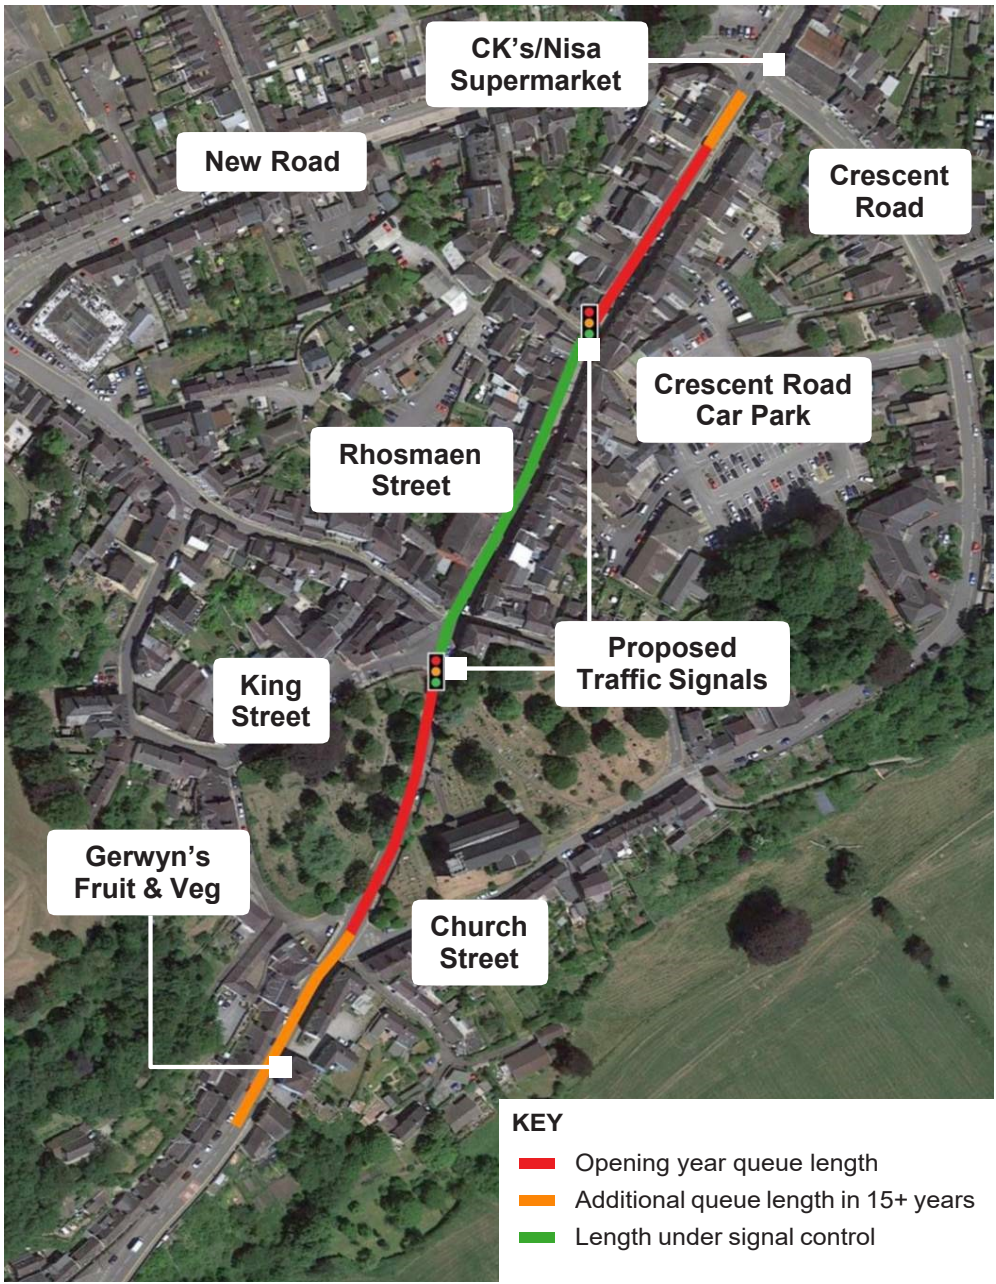 CK's/Nisa
Supermarket
New Road
Crescent
Road
Crescent Road
Car Park
Rhosmaen
Street
Proposed
Traffic Signals
King
Street
Gerwyn's
Fruit & Veg
Church
Street
KEY
Opening year queue length
Additional queue length in 15+ years
Length under signal control